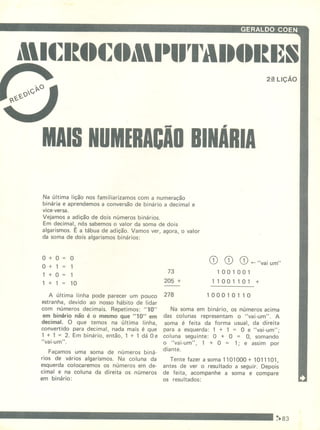 GERALDO COEN
MICROCOMPUTADORES
2ª LIÇÃO
REEDIÇÃO
MAIS NUMERAÇÃO BINÁRIA
Na última lição nos familiarizamos com a numeração
binária e aprendemos a conversão de binário a decimal e
vice-versa.
Vejamos a adição de dois números binários.
Em decimal, nós sabemos o valor da soma de dois
algarismos. É a tábua de adição. Vamos ver, agora, o valor
da soma de dois algarismos binários:
0 + 0 = 0
0 + 1 = 1
1 + 0 = 1
1 + 1 = 10
A última linha pode parecer um pouco
estranha, devido ao nosso hábito de lidar
com números decimais. Repetimos: "10"
em binário não é o mesmo que "10" em
decimal. O que temos na última linha,
convertido para decimal, nada mais é que
1 + 1 = 2. Em binário, então, 1 + 1 dá 0 e
"vai-um".
Façamos uma soma de números biná-
rios de vários algarismos. Na coluna da
esquerda colocaremos os números em de-
cimal e na coluna da direita os números
em binário:
1 1 1 ← "vai um"
73 1001001
205 + 11001101 +
278 100010110
Na soma em binário, os números acima
das colunas representam o "vai-um". A
soma é feita da forma usual, da direita
para a esquerda: 1 + 1 = 0 e "vai-um";
coluna seguinte: 0 + 0 = 0, somando
o "vai-um", 1 + 0 = 1; e assim por
diante.
Tente fazer a soma 1101000 + 1011101,
antes de ver o resultado a seguir. Depois
de feita, acompanhe a soma e compare
os resultados:
83